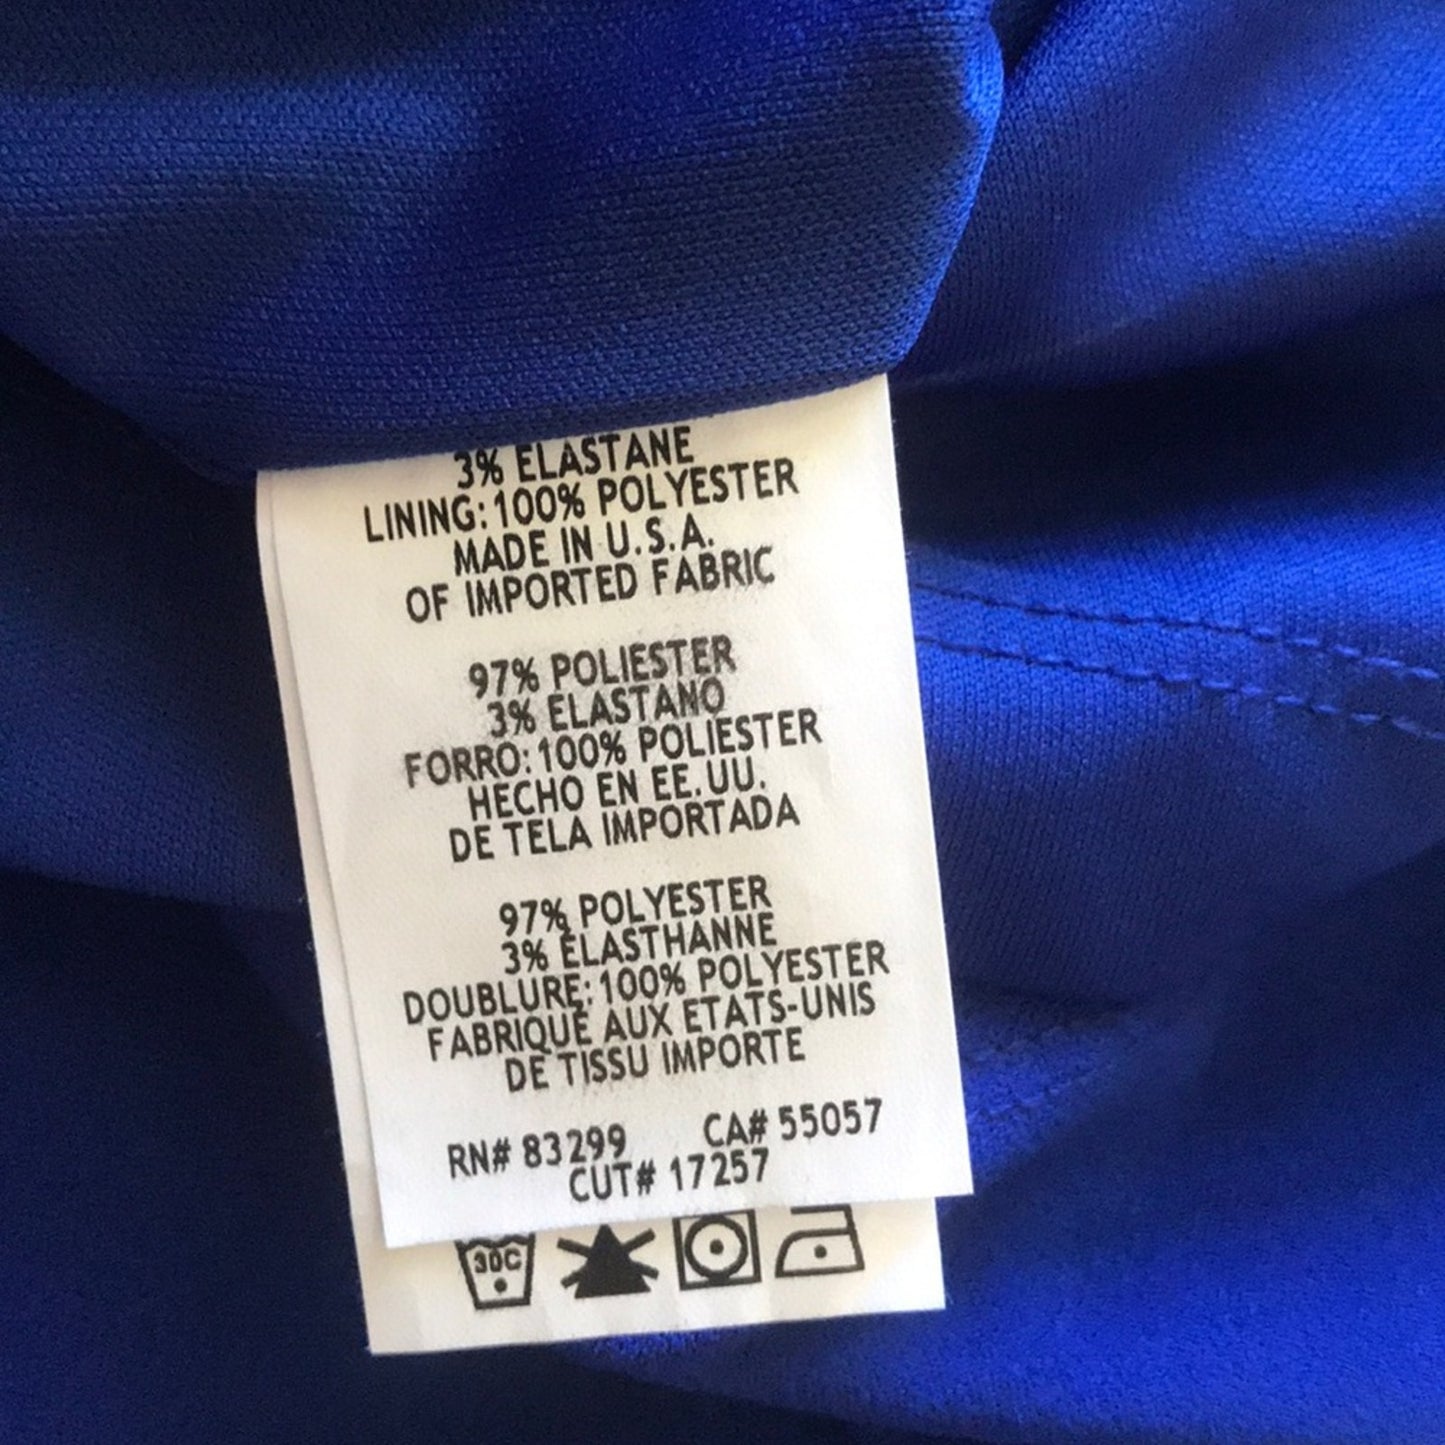 3% ELASTANE
LINING: 100% POLYESTER
MADE IN U.S.A.
OF IMPORTED FABRIC
97% POLIESTER
3% ELASTANO
FORRO: 100% POLIESTER
HECHO EN EE.UU.
DE TELA IMPORTADA
97% POLYESTER
3% ÉLASTHANNE
DOUBLURE: 100% POLYESTER
FABRIQUÉ AUX ETATS-UNIS
DE TISSU IMPORTE
RN# 83299 CA# 55057
CUT# 17257
30C